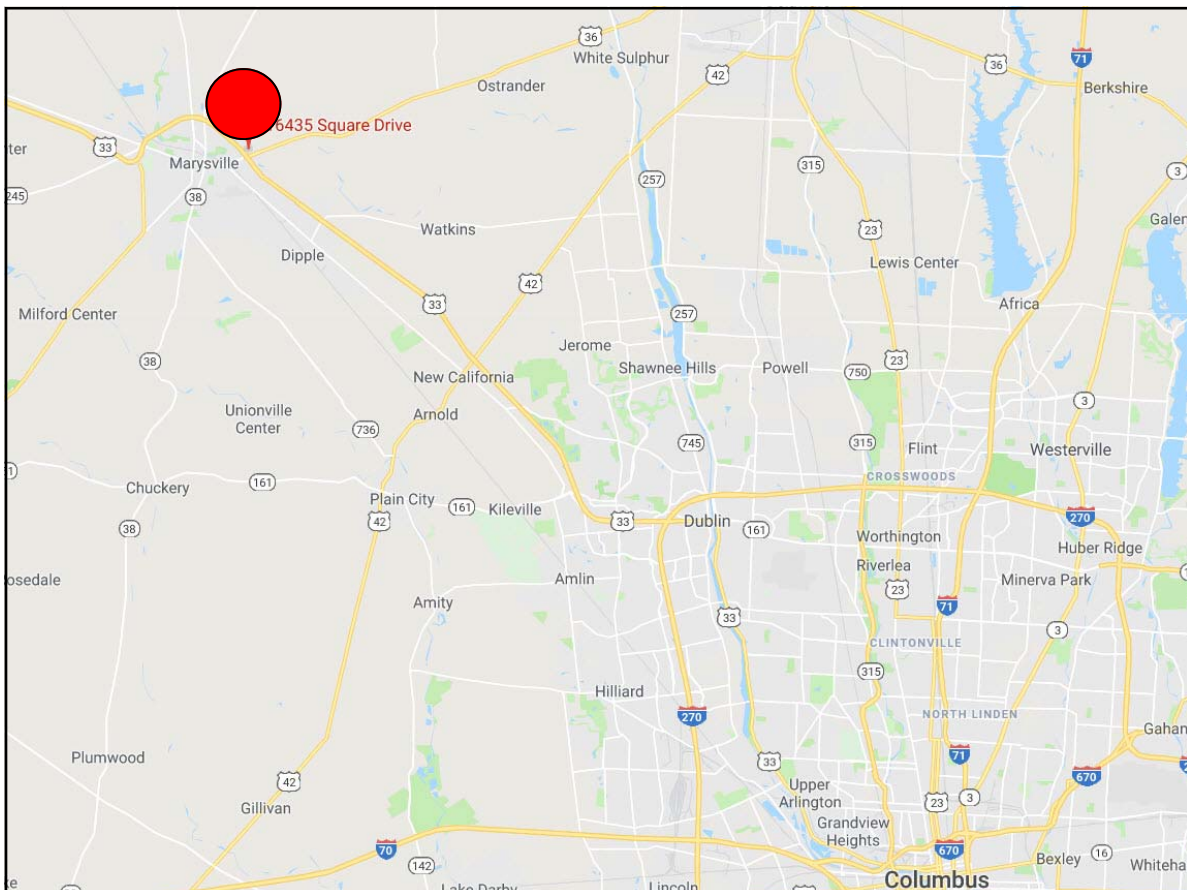 36
White Sulphur
42
71
36
Berkshire
Ostrander
6435 Square Drive
33
Marysville
315
257
3
245
38
Watkins
23
Dipple
Lewis Center
42
33
257
Africa
Milford Center
Jerome
38
23
Shawnee Hills
Powell
750
New California
3
Unionville
Center
Arnold
736
745
315
Flint
Westerville
CROSSWOODS
161
Chuckery
Plain City
161
Kileville
42
33
Dublin
161
270
38
Worthington
Huber Ridge
Riverlea
Amlin
Minerva Park
23
Amity
71
33
3
CLINTONVILLE
315
Hilliard
270
NORTH LINDEN
71
Plumwood
33
670
42
Upper
Arlington
23
3
Gillivan
Grandview
Heights
70
670
142
Bexley
16
Columbus